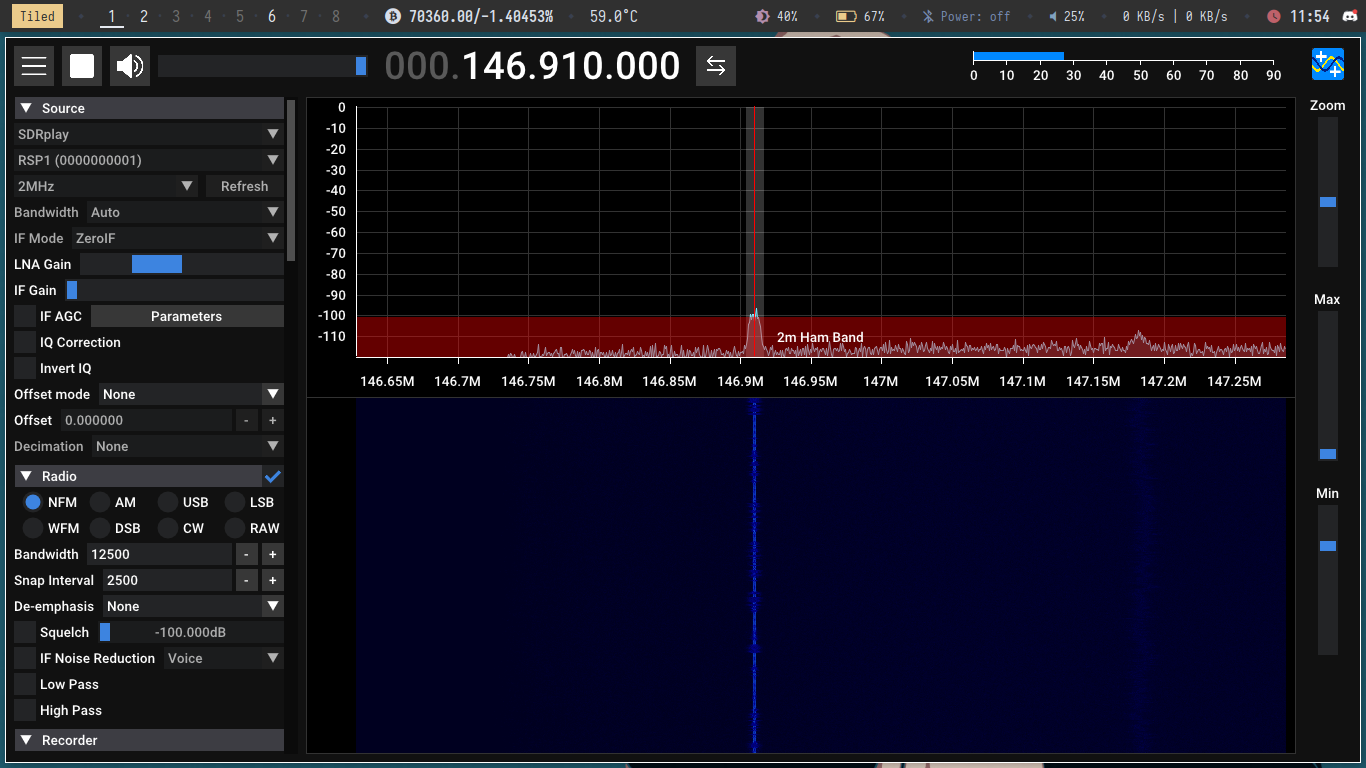 Tiled 1 2 3 4 5 6 7 8 70360.00/-1.40453% 59.0°C 40% 67% Power: off 25% 0 KB/s | 0 KB/s 11:54
000.146.910.000
0 10 20 30 40 50 60 70 80 90
Source
SDRplay
RSP1 (0000000001)
2MHz Refresh
Bandwidth Auto
IF Mode ZeroIF
LNA Gain
IF Gain
IF AGC Parameters
IQ Correction
Invert IQ
Offset mode None
Offset 0.000000 - +
Decimation None
Radio
NFM AM USB LSB
WFM DSB CW RAW
Bandwidth 12500 - +
Snap Interval 2500 - +
De-emphasis None
Squelch -100.000dB
IF Noise Reduction Voice
Low Pass
High Pass
Recorder
0
-10
-20
-30
-40
-50
-60
-70
-80
-90
-100
-110
2m Ham Band
146.65M 146.7M 146.75M 146.8M 146.85M 146.9M 146.95M 147M 147.05M 147.1M 147.15M 147.2M 147.25M
Zoom
Max
Min